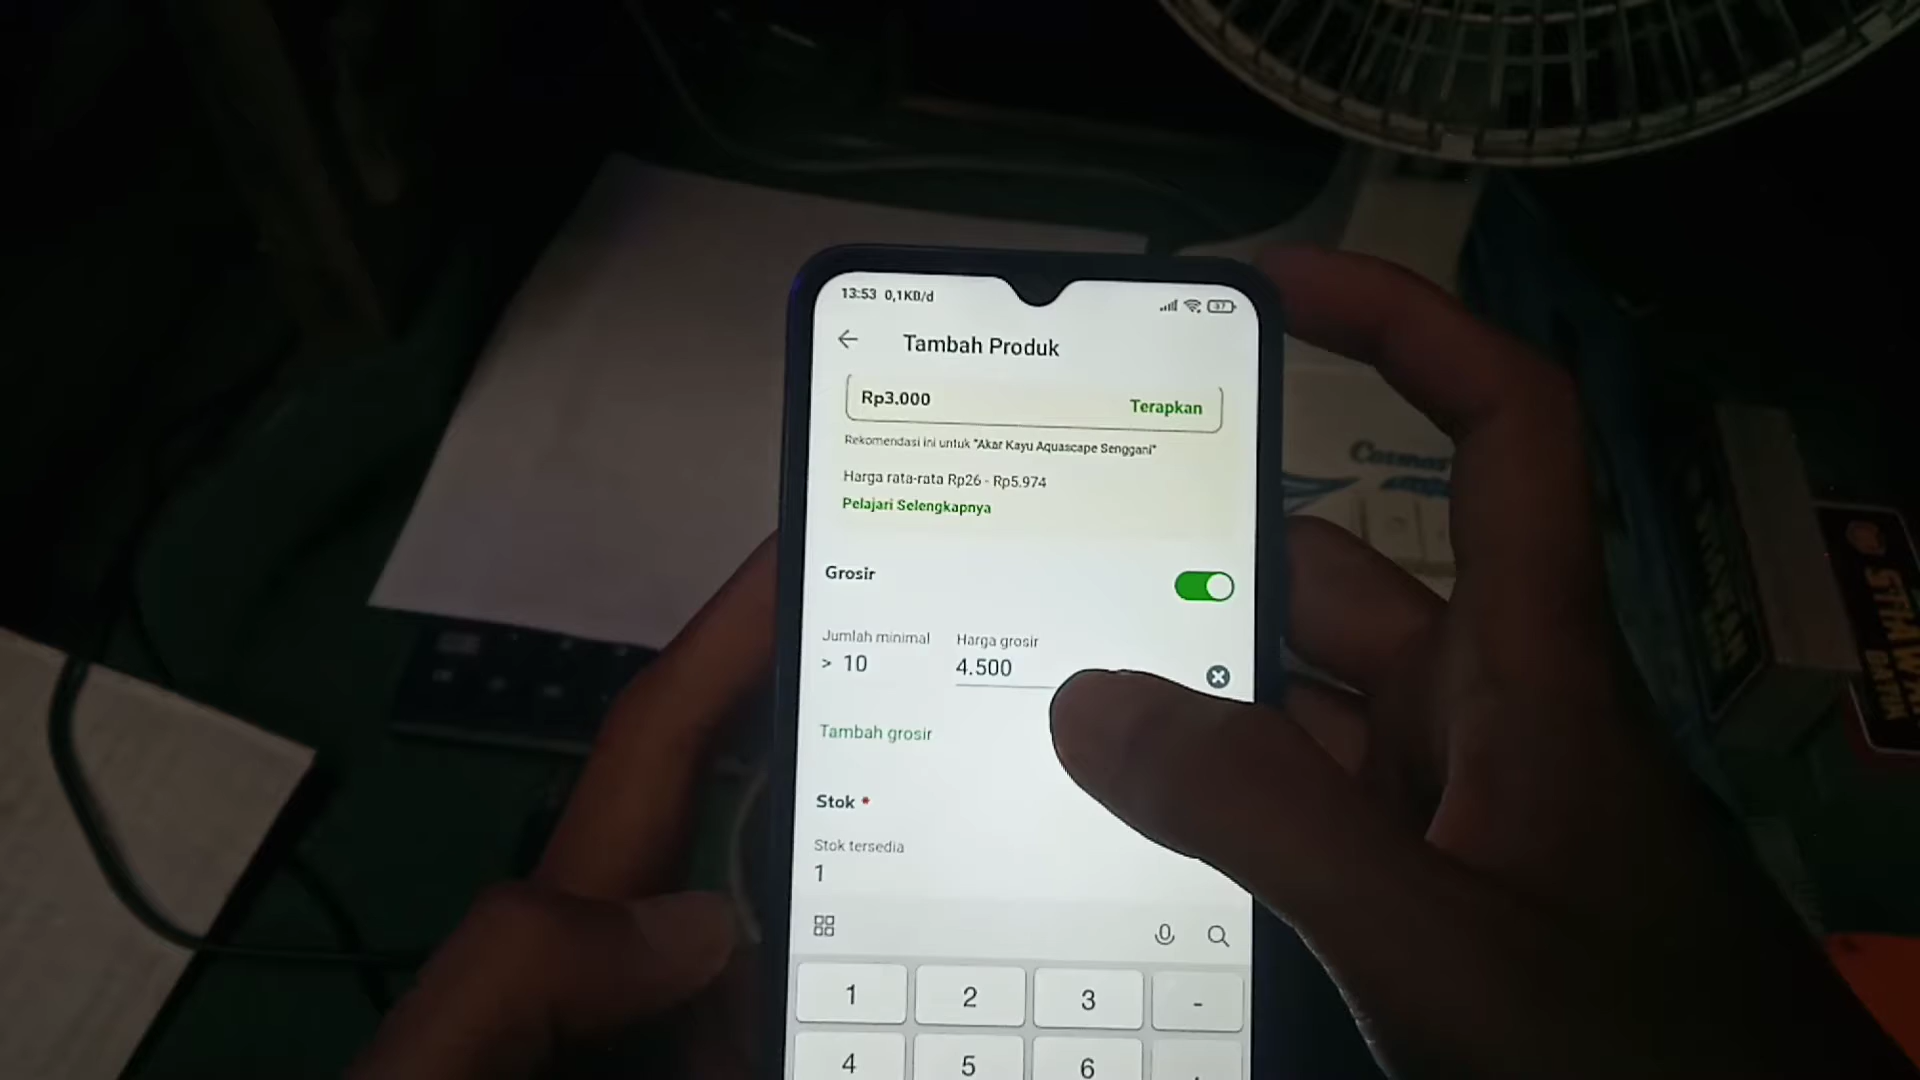 13:53 0,1KB/d
37
Tambah Produk
Rp3.000
Terapkan
Rekomendasi ini untuk "Akar Kayu Aquascape Senggani"
Harga rata-rata Rp26 - Rp5.974
Pelajari Selengkapnya
Grosir
Jumlah minimal
Harga grosir
> 10
4.500
Tambah grosir
Stok *
Stok tersedia
1
1 2 3 -
4 5 6
Cosmos